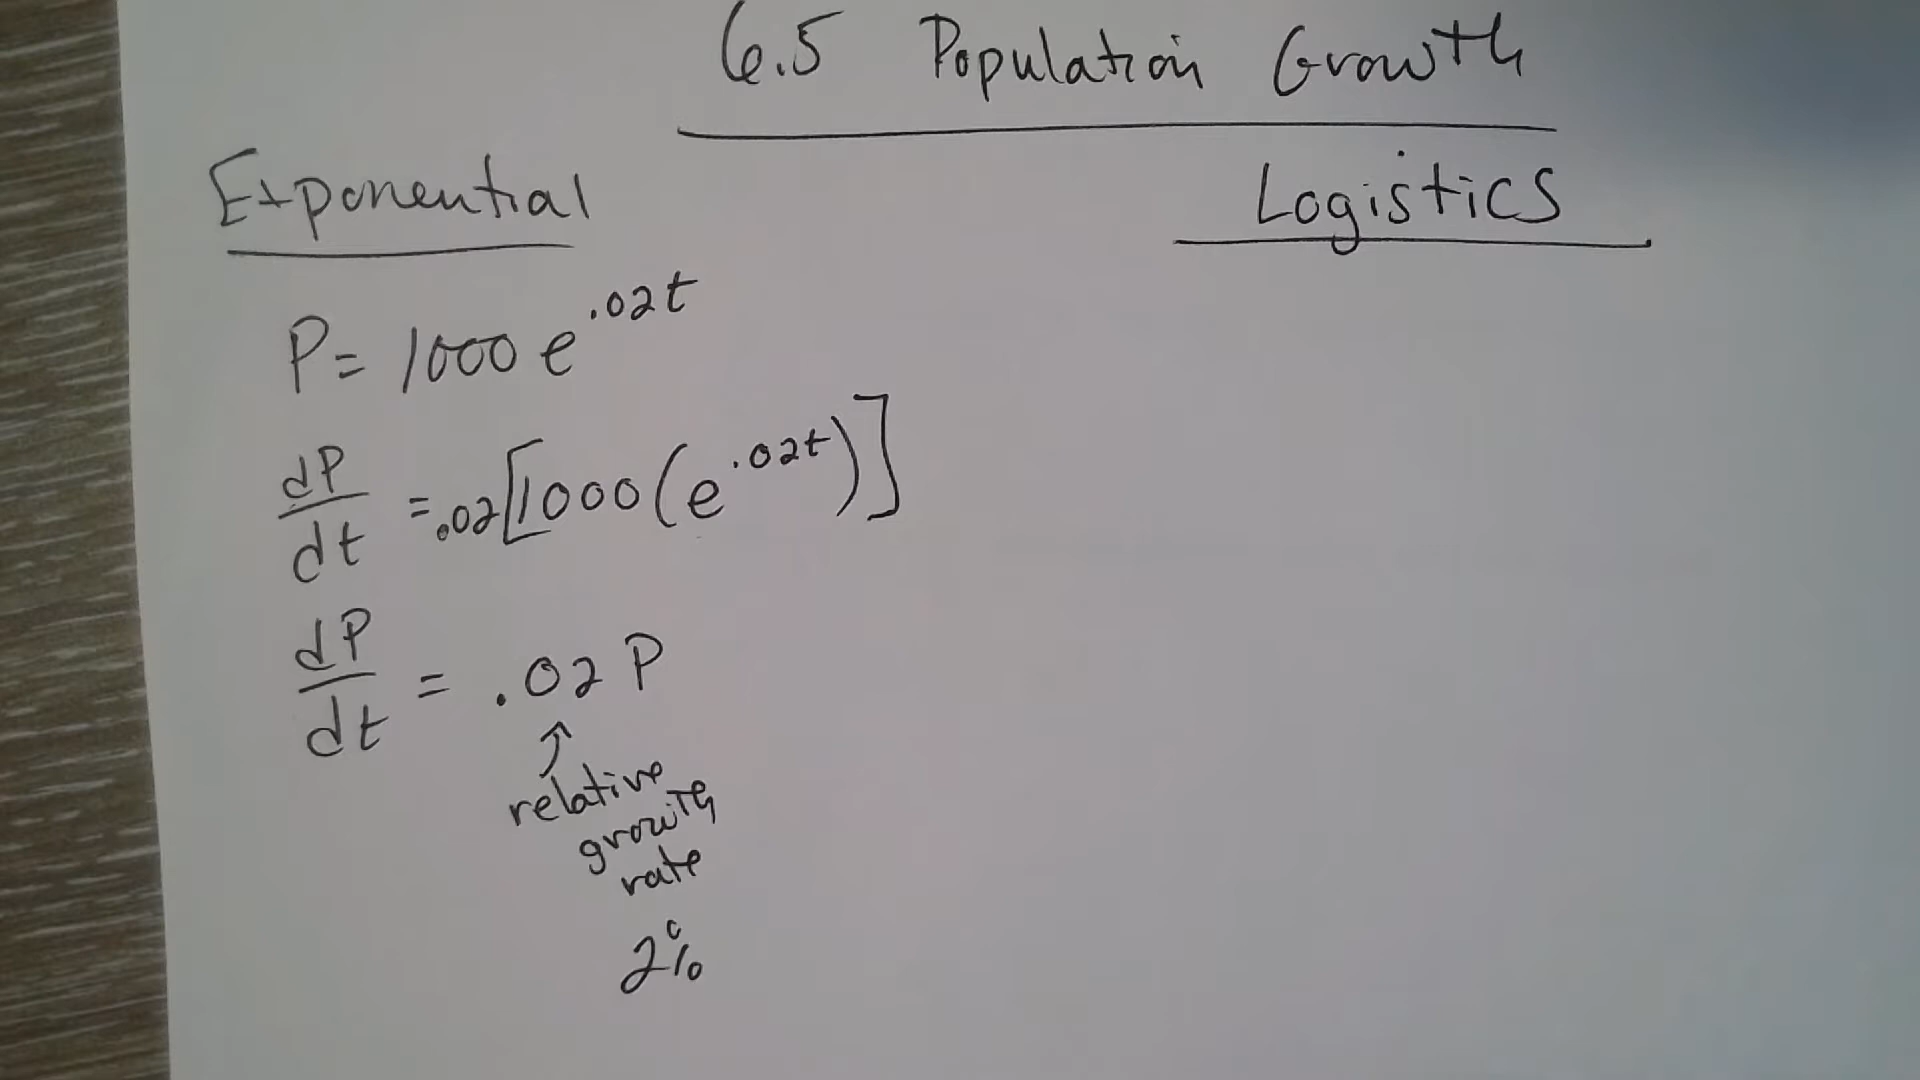 6.5 Population Growth
Exponential
Logistics
P = 1000 e^.02t
dP/dt = .02[1000(e^.02t)]
dP/dt = .02 P
↑
relative
growth
rate
2%